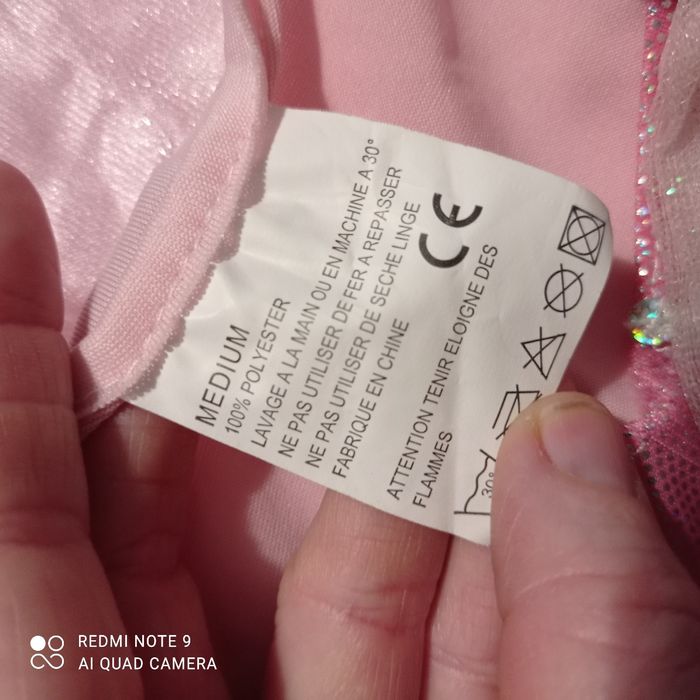 MEDIUM
100% POLYESTER
LAVAGE A LA MAIN OU EN MACHINE A 30°
NE PAS UTILISER DE FER A REPASSER
NE PAS UTILISER DE SECHE LINGE
FABRIQUE EN CHINE
CE
ATTENTION TENIR ELOIGNE DES
FLAMMES
30°
REDMI NOTE 9
AI QUAD CAMERA